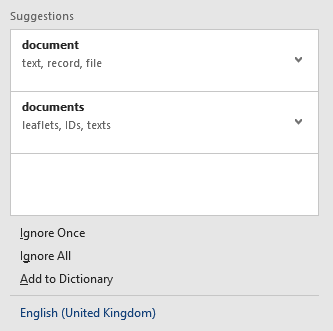 Suggestions
document
text, record, file
documents
leaflets, IDs, texts
Ignore Once
Ignore All
Add to Dictionary
English (United Kingdom)